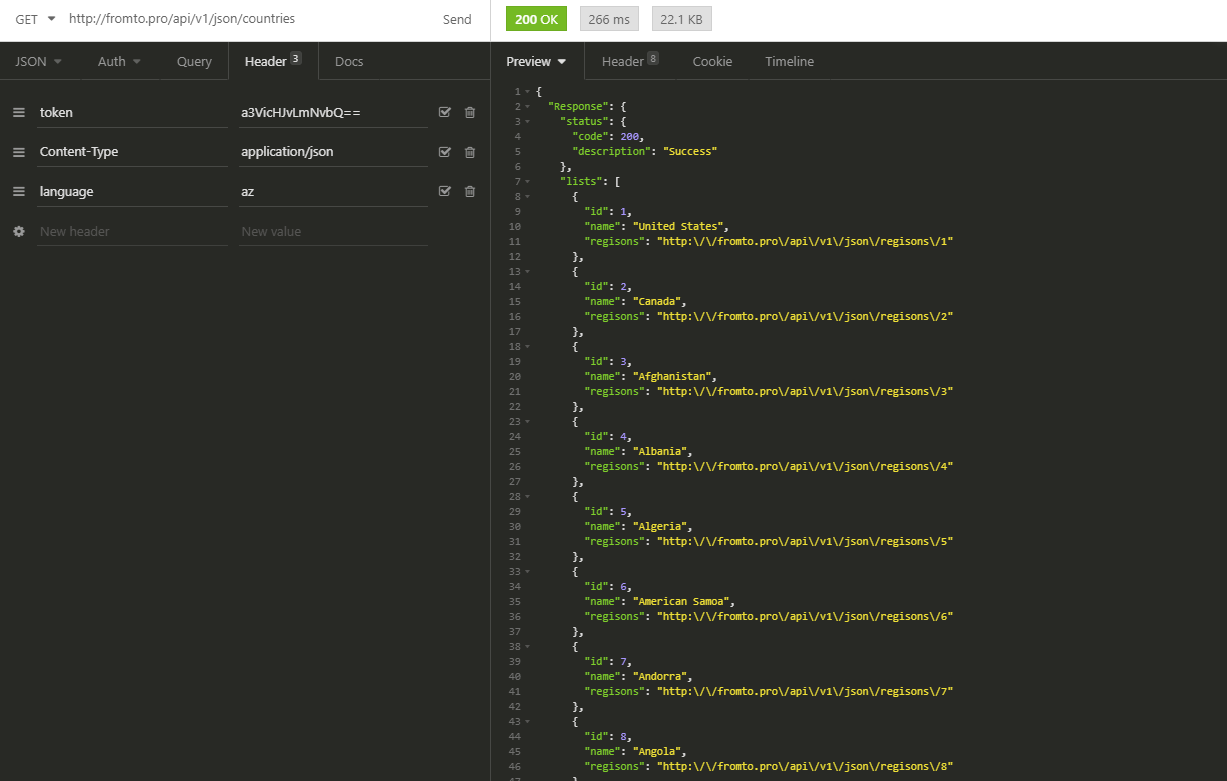 GET http://fromto.pro/api/v1/json/countries Send
200 OK 266 ms 22.1 KB
JSON Auth Query Header 3 Docs
token a3VicHJvLmNvbQ==
Content-Type application/json
language az
New header New value
Preview Header 8 Cookie Timeline
1 {
2 "Response": {
3 "status": {
4 "code": 200,
5 "description": "Success"
6 },
7 "lists": [
8 {
9 "id": 1,
10 "name": "United States",
11 "regisons": "http:\/\/fromto.pro\/api\/v1\/json\/regisons\/1"
12 },
13 {
14 "id": 2,
15 "name": "Canada",
16 "regisons": "http:\/\/fromto.pro\/api\/v1\/json\/regisons\/2"
17 },
18 {
19 "id": 3,
20 "name": "Afghanistan",
21 "regisons": "http:\/\/fromto.pro\/api\/v1\/json\/regisons\/3"
22 },
23 {
24 "id": 4,
25 "name": "Albania",
26 "regisons": "http:\/\/fromto.pro\/api\/v1\/json\/regisons\/4"
27 },
28 {
29 "id": 5,
30 "name": "Algeria",
31 "regisons": "http:\/\/fromto.pro\/api\/v1\/json\/regisons\/5"
32 },
33 {
34 "id": 6,
35 "name": "American Samoa",
36 "regisons": "http:\/\/fromto.pro\/api\/v1\/json\/regisons\/6"
37 },
38 {
39 "id": 7,
40 "name": "Andorra",
41 "regisons": "http:\/\/fromto.pro\/api\/v1\/json\/regisons\/7"
42 },
43 {
44 "id": 8,
45 "name": "Angola",
46 "regisons": "http:\/\/fromto.pro\/api\/v1\/json\/regisons\/8"